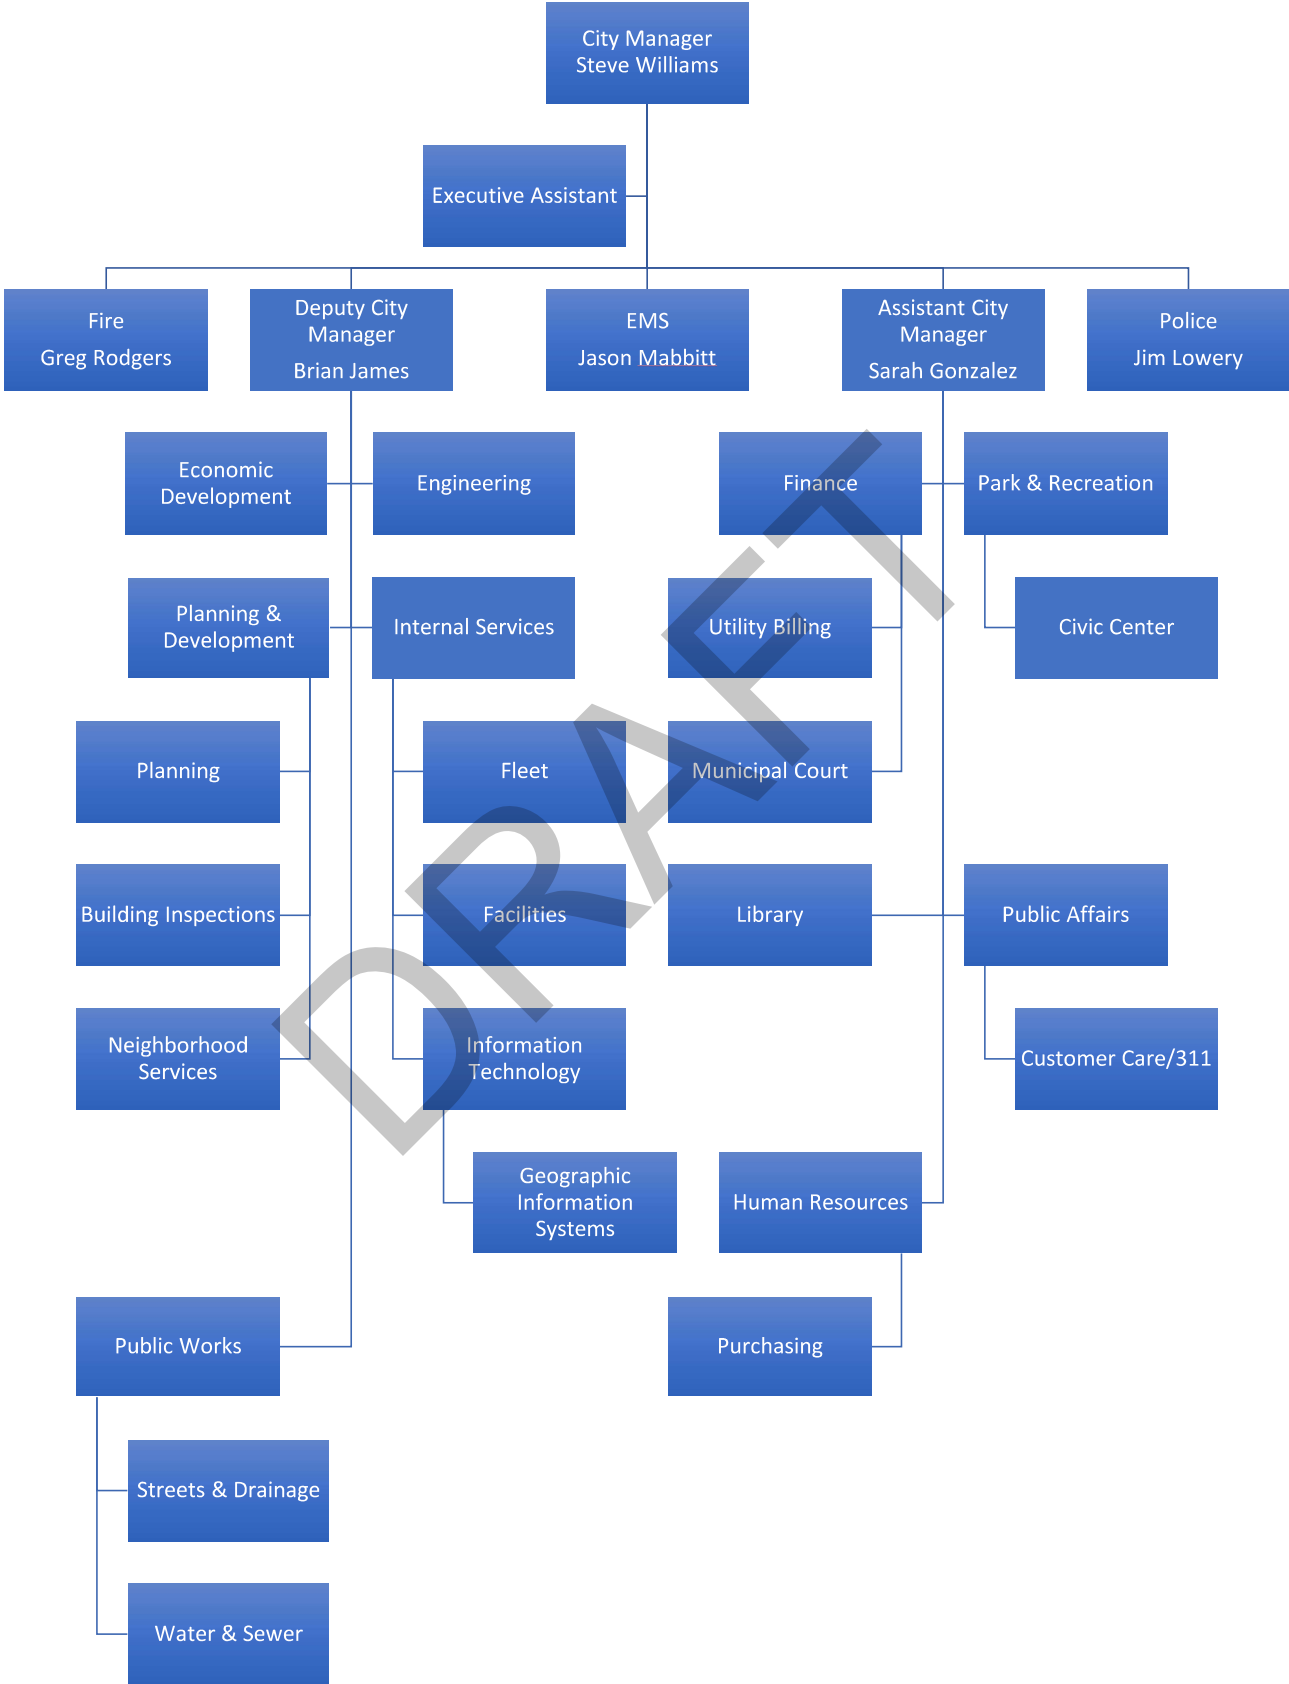 City Manager
Steve Williams
Executive Assistant
Fire
Greg Rodgers
Deputy City
Manager
Brian James
EMS
Jason Mabbitt
Assistant City
Manager
Sarah Gonzalez
Police
Jim Lowery
Economic
Development
Engineering
Finance
Park & Recreation
Planning &
Development
Internal Services
Utility Billing
Civic Center
Planning
Fleet
Municipal Court
Building Inspections
Facilities
Library
Public Affairs
Neighborhood
Services
Information
Technology
Customer Care/311
Geographic
Information
Systems
Human Resources
Public Works
Purchasing
Streets & Drainage
Water & Sewer
DRAFT